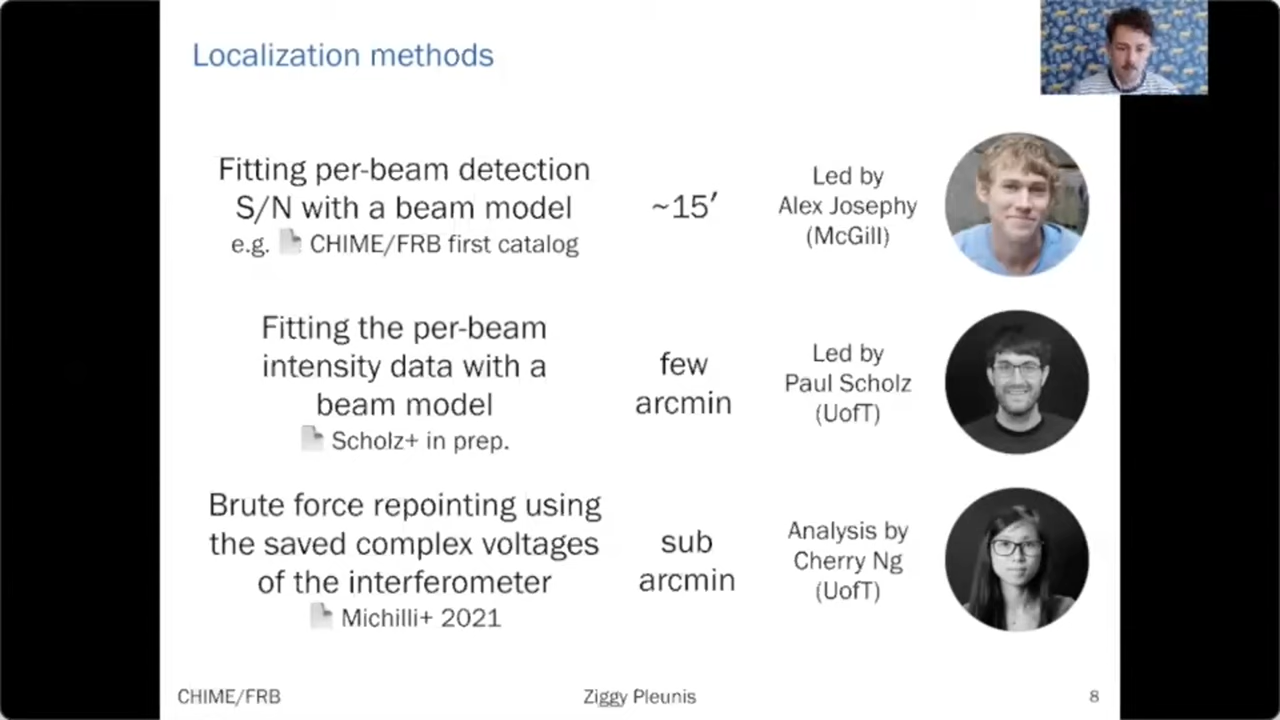 Localization methods
Fitting per-beam detection
S/N with a beam model
e.g. CHIME/FRB first catalog
~15′
Led by
Alex Josephy
(McGill)
Fitting the per-beam
intensity data with a
beam model
Scholz+ in prep.
few
arcmin
Led by
Paul Scholz
(UofT)
Brute force repointing using
the saved complex voltages
of the interferometer
Michilli+ 2021
sub
arcmin
Analysis by
Cherry Ng
(UofT)
CHIME/FRB
Ziggy Pleunis
8